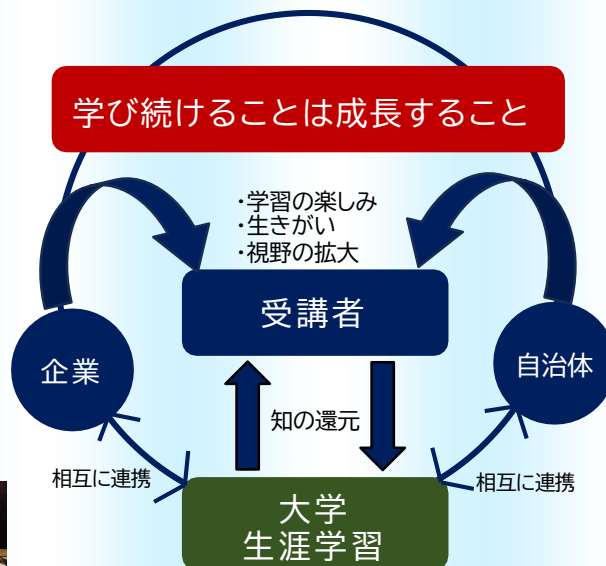 学び続けることは成長すること
・学習の楽しみ
・生きがい
・視野の拡大
受講者
企業
自治体
知の還元
相互に連携
相互に連携
大学
生涯学習